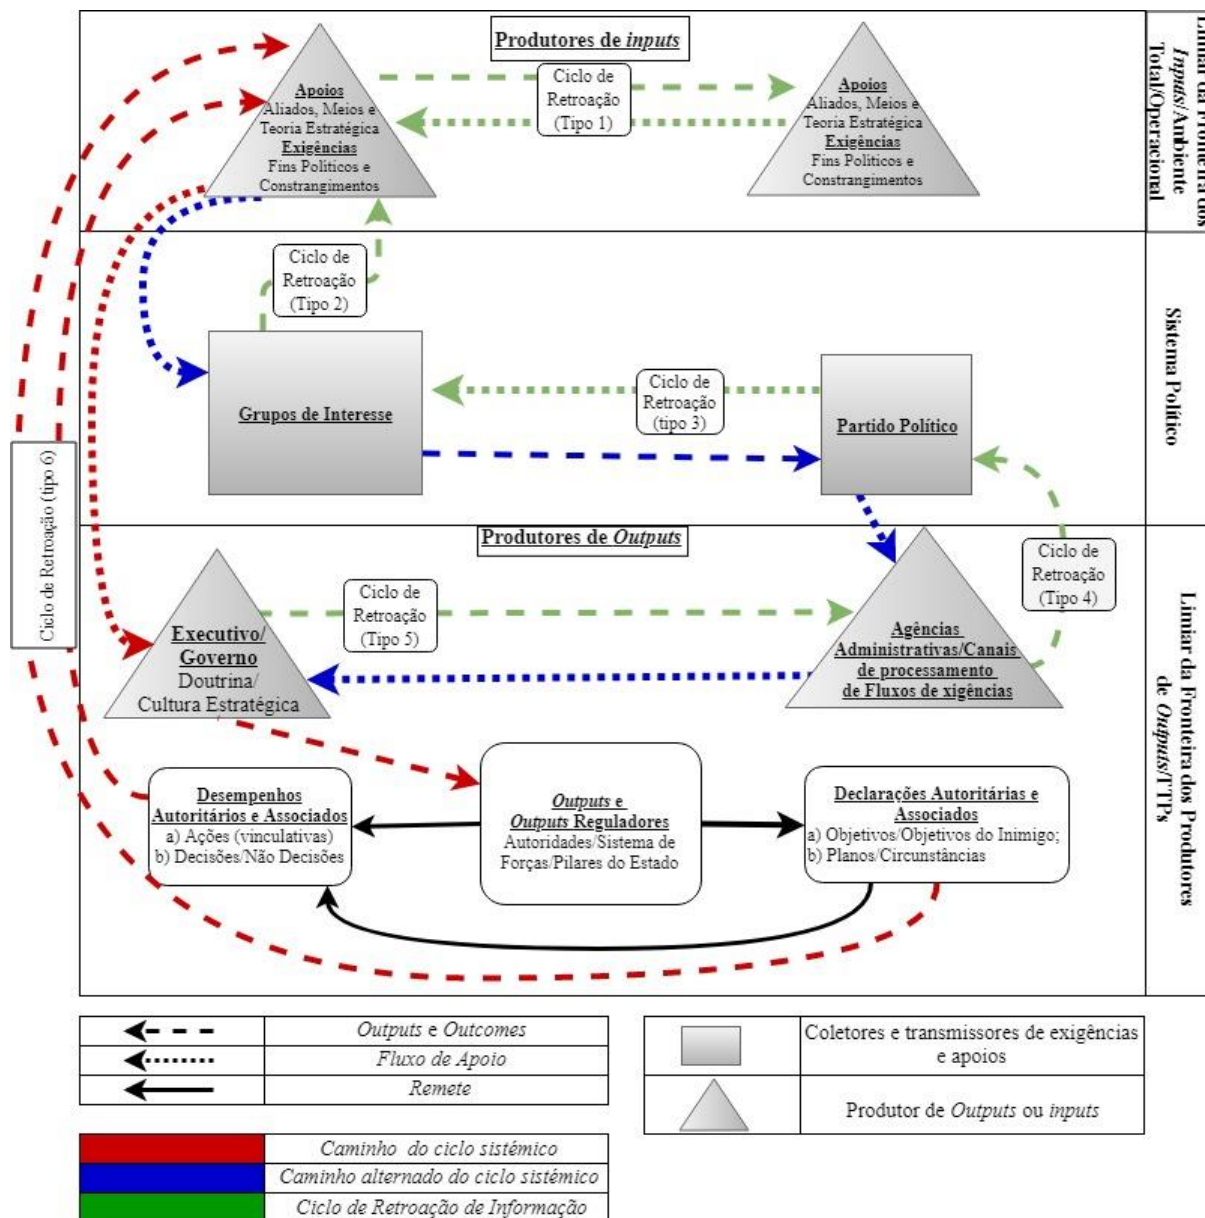 Produtores de inputs
Apoios
Aliados, Meios e
Teoria Estratégica
Exigências
Fins Políticos e
Constrangimentos
Ciclo de
Retroação
(Tipo 1)
Apoios
Aliados, Meios e
Teoria Estratégica
Exigências
Fins Políticos e
Constrangimentos
Limiar da Fronteira dos
Inputs/Ambiente
Total/Operacional
Ciclo de
Retroação
(Tipo 2)
Grupos de Interesse
Ciclo de
Retroação
(tipo 3)
Partido Político
Sistema Político
Ciclo de Retroação (tipo 6)
Produtores de Outputs
Executivo/
Governo
Doutrina/
Cultura Estratégica
Ciclo de
Retroação
(Tipo 5)
Agências
Administrativas/Canais
de processamento
de Fluxos de xigências
Ciclo de
Retroação
(Tipo 4)
Desempenhos
Autoritários e Associados
a) Ações (vinculativas)
b) Decisões/Não Decisões
Outputs e
Outputs Reguladores
Autoridades/Sistema de
Forças/Pilares do Estado
Declarações Autoritárias e
Associados
a) Objetivos/Objetivos do Inimigo;
b) Planos/Circunstâncias
Limiar da Fronteira dos Produtores
de Outputs/TTPs
Outputs e Outcomes
Fluxo de Apoio
Remete
Coletores e transmissores de exigências
e apoios
Produtor de Outputs ou inputs
Caminho do ciclo sistémico
Caminho alternado do ciclo sistémico
Ciclo de Retroação de Informação